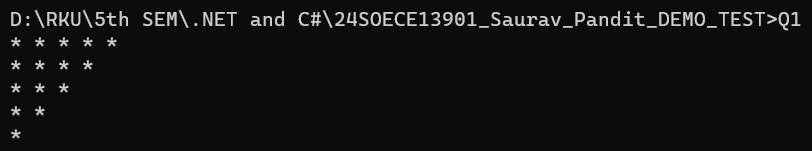 D:\RKU\5th SEM\.NET and C#\24SOECE13901_Saurav_Pandit_DEMO_TEST>Q1
* * * * *
* * * *
* * *
* *
*